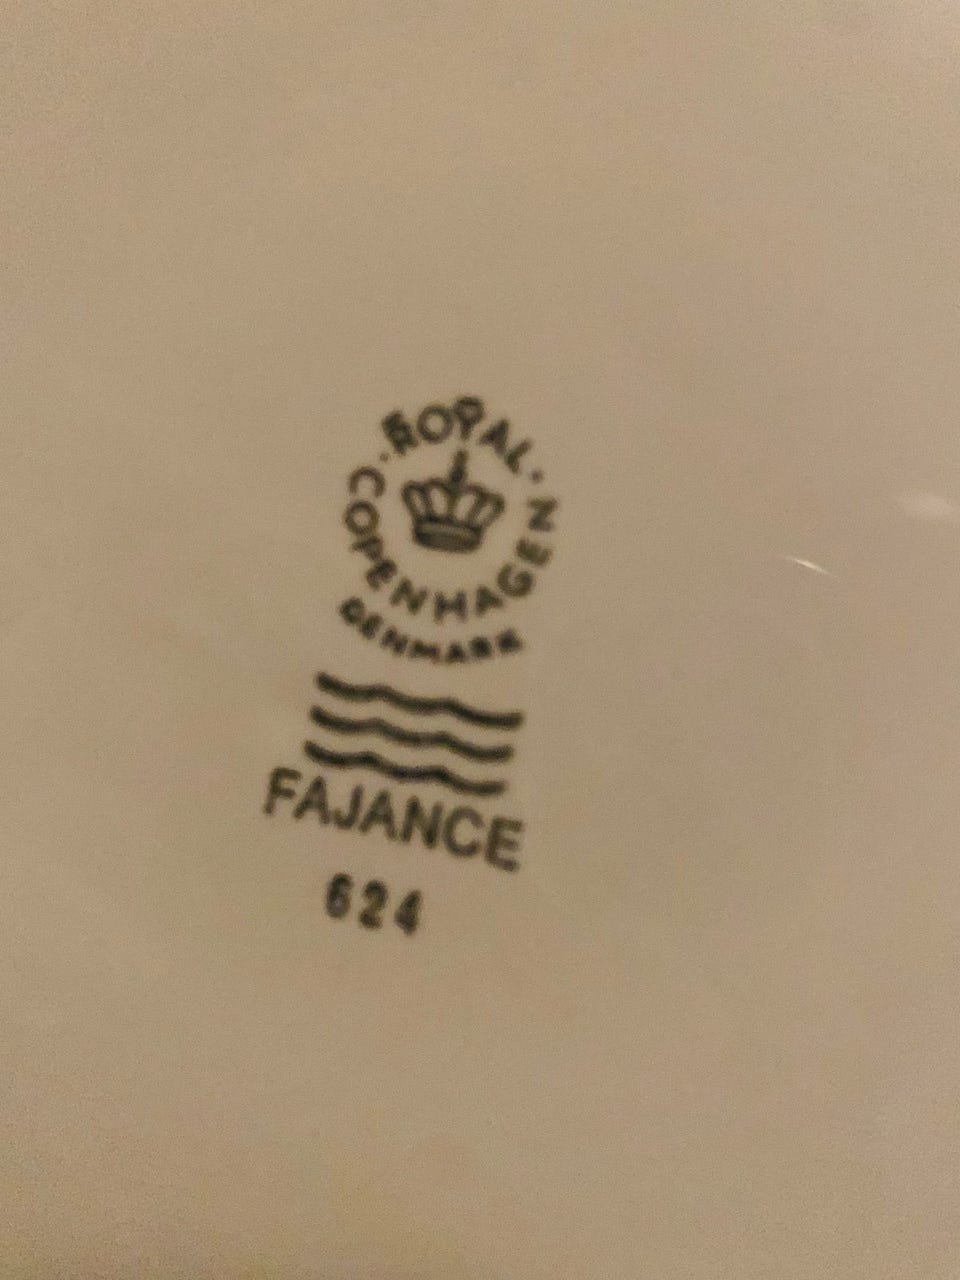 ROYAL
COPENHAGEN
DENMARK
FAJANCE
624